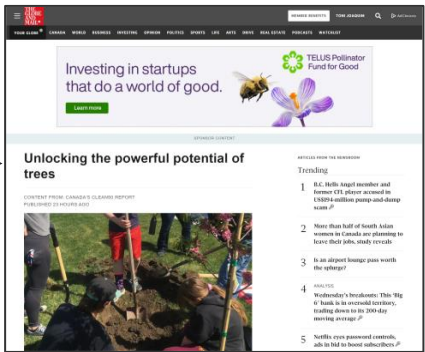 THE
GLOBE
AND
MAIL*
MEMBER BENEFITS
YOUR GLOBE
CANADA WORLD BUSINESS INVESTING OPINION POLITICS SPORTS LIFE ARTS DRIVE REAL ESTATE PODCASTS WATCHLIST
Investing in startups
that do a world of good.
Learn more
TELUS Pollinator
Fund for Good
SPONSOR CONTENT
Unlocking the powerful potential of
trees
CONTENT FROM: CANADA'S CLEAN50 REPORT
PUBLISHED 23 HOURS AGO
ARTICLES FROM THE NEWSROOM
Trending
1 B.C. Hells Angel member and
former CFL player accused in
US$194-million pump-and-dump
scam
2 More than half of South Asian
women in Canada are planning to
leave their jobs, study reveals
3 Is an airport lounge pass worth
the splurge?
4 ANALYSIS
Wednesday's breakouts: This 'Big
6' bank is in oversold territory,
trading down to its 200-day
moving average
5 Netflix eyes password controls,
ads in bid to boost subscribers